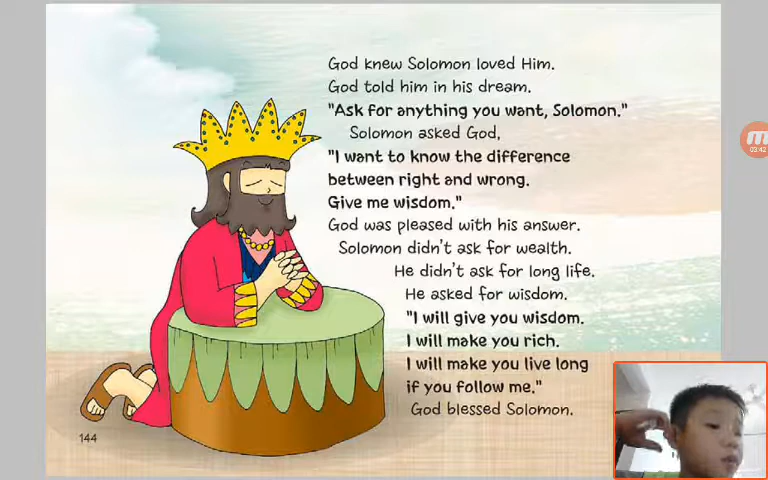 God knew Solomon loved Him.
God told him in his dream.
"Ask for anything you want, Solomon."
Solomon asked God,
"I want to know the difference
between right and wrong.
Give me wisdom."
God was pleased with his answer.
Solomon didn't ask for wealth.
He didn't ask for long life.
He asked for wisdom.
"I will give you wisdom.
I will make you rich.
I will make you live long
if you follow me."
God blessed Solomon.
144
03:42